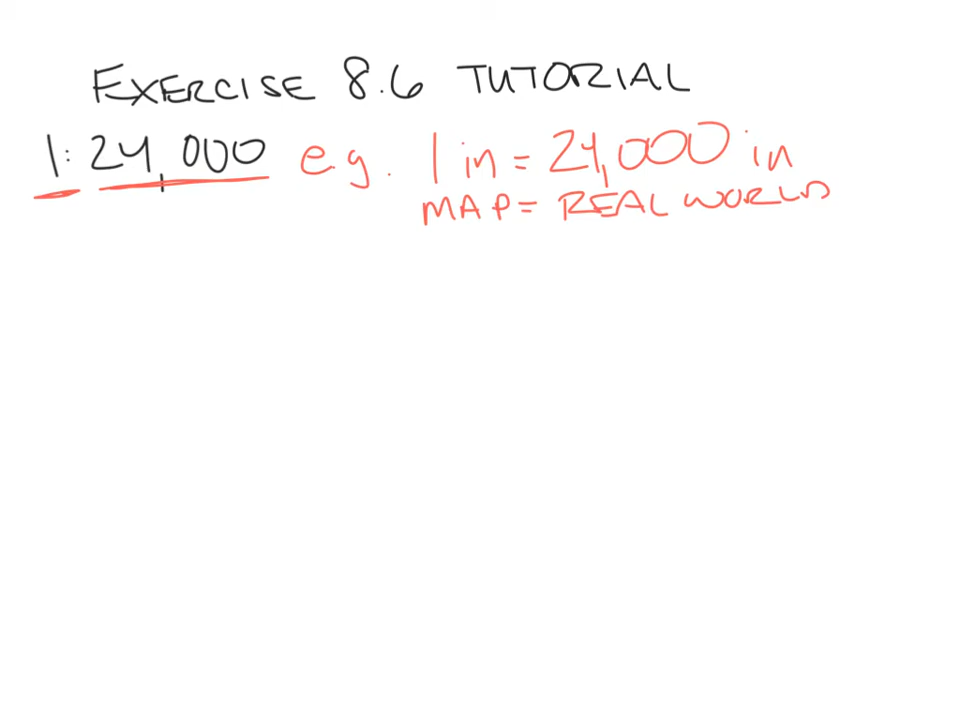 EXERCISE 8.6 TUTORIAL
1:24,000 e.g. 1 in = 24,000 in
MAP = REAL WORLD